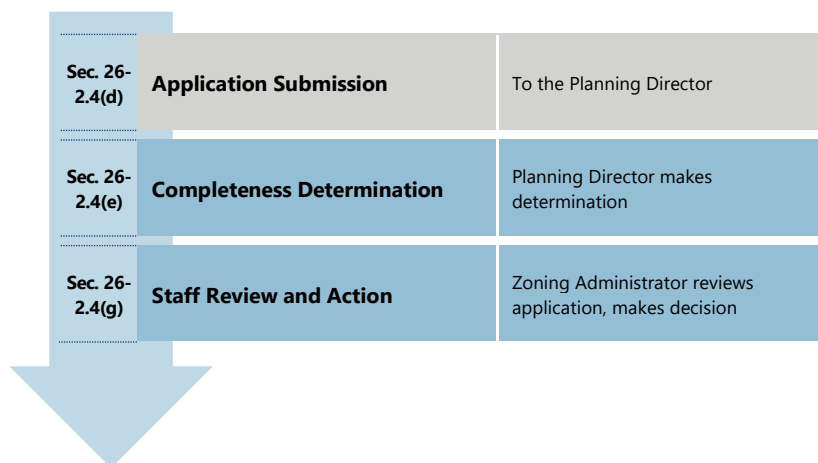 Sec. 26-
2.4(d)
Application Submission
To the Planning Director
Sec. 26-
2.4(e)
Completeness Determination
Planning Director makes
determination
Sec. 26-
2.4(g)
Staff Review and Action
Zoning Administrator reviews
application, makes decision